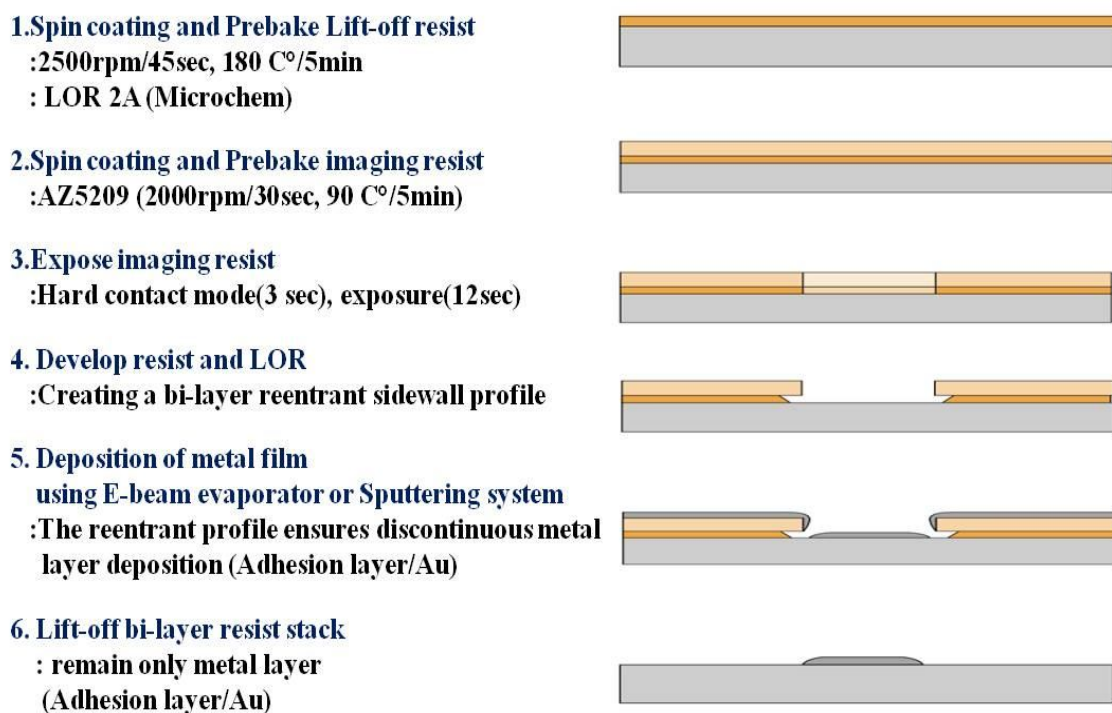 1.Spin coating and Prebake Lift-off resist
:2500rpm/45sec, 180 C°/5min
: LOR 2A (Microchem)
2.Spin coating and Prebake imaging resist
:AZ5209 (2000rpm/30sec, 90 C°/5min)
3.Expose imaging resist
:Hard contact mode(3 sec), exposure(12sec)
4. Develop resist and LOR
:Creating a bi-layer reentrant sidewall profile
5. Deposition of metal film
using E-beam evaporator or Sputtering system
:The reentrant profile ensures discontinuous metal
layer deposition (Adhesion layer/Au)
6. Lift-off bi-layer resist stack
: remain only metal layer
(Adhesion layer/Au)